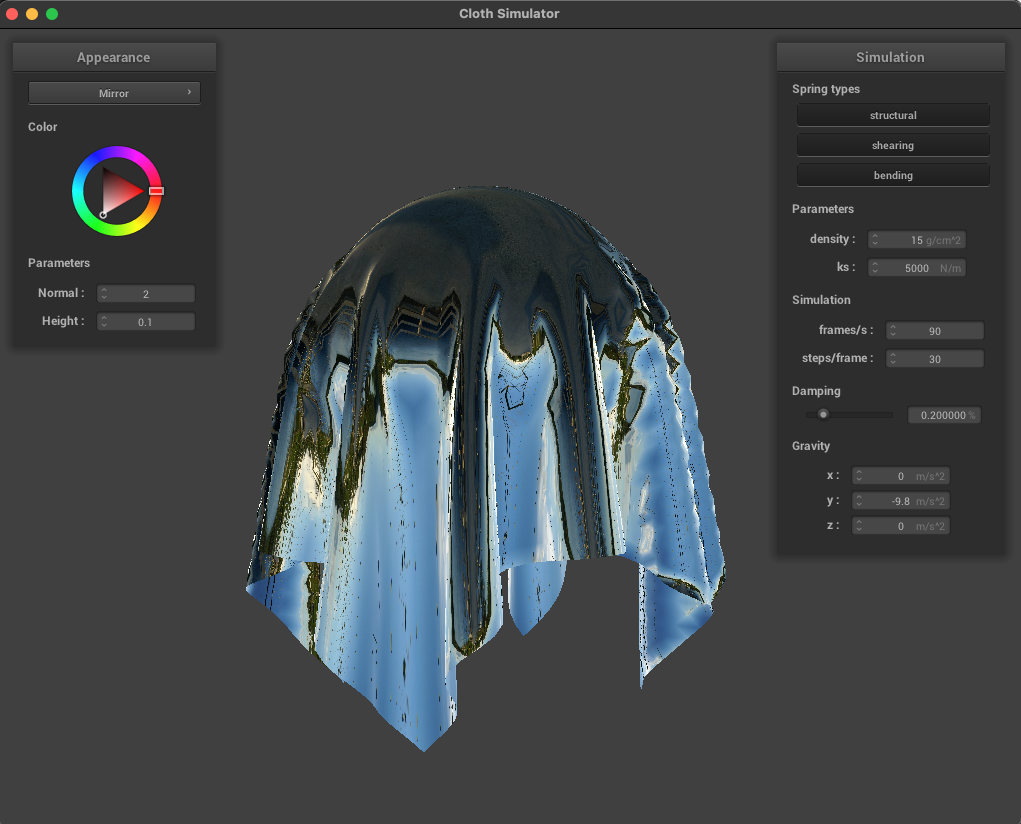 Cloth Simulator
Appearance
Mirror ›
Color
Parameters
Normal : 2
Height : 0.1
Simulation
Spring types
structural
shearing
bending
Parameters
density : 15 g/cm^2
ks : 5000 N/m
Simulation
frames/s : 90
steps/frame : 30
Damping
0.200000 %
Gravity
x : 0 m/s^2
y : -9.8 m/s^2
z : 0 m/s^2